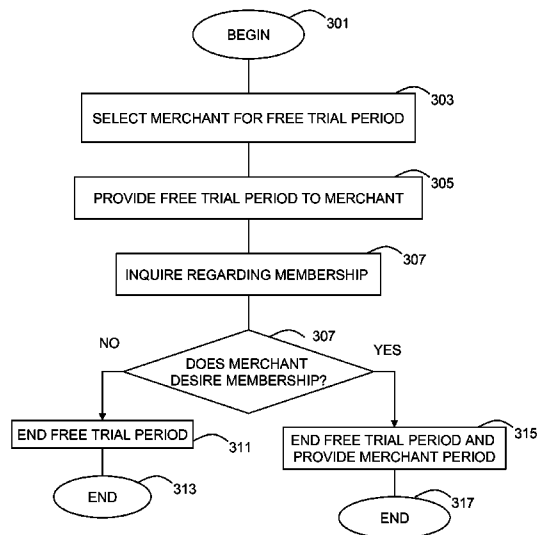 BEGIN
301
SELECT MERCHANT FOR FREE TRIAL PERIOD
303
PROVIDE FREE TRIAL PERIOD TO MERCHANT
305
INQUIRE REGARDING MEMBERSHIP
307
307
NO
YES
DOES MERCHANT
DESIRE MEMBERSHIP?
END FREE TRIAL PERIOD
311
END FREE TRIAL PERIOD AND
PROVIDE MERCHANT PERIOD
315
END
313
END
317